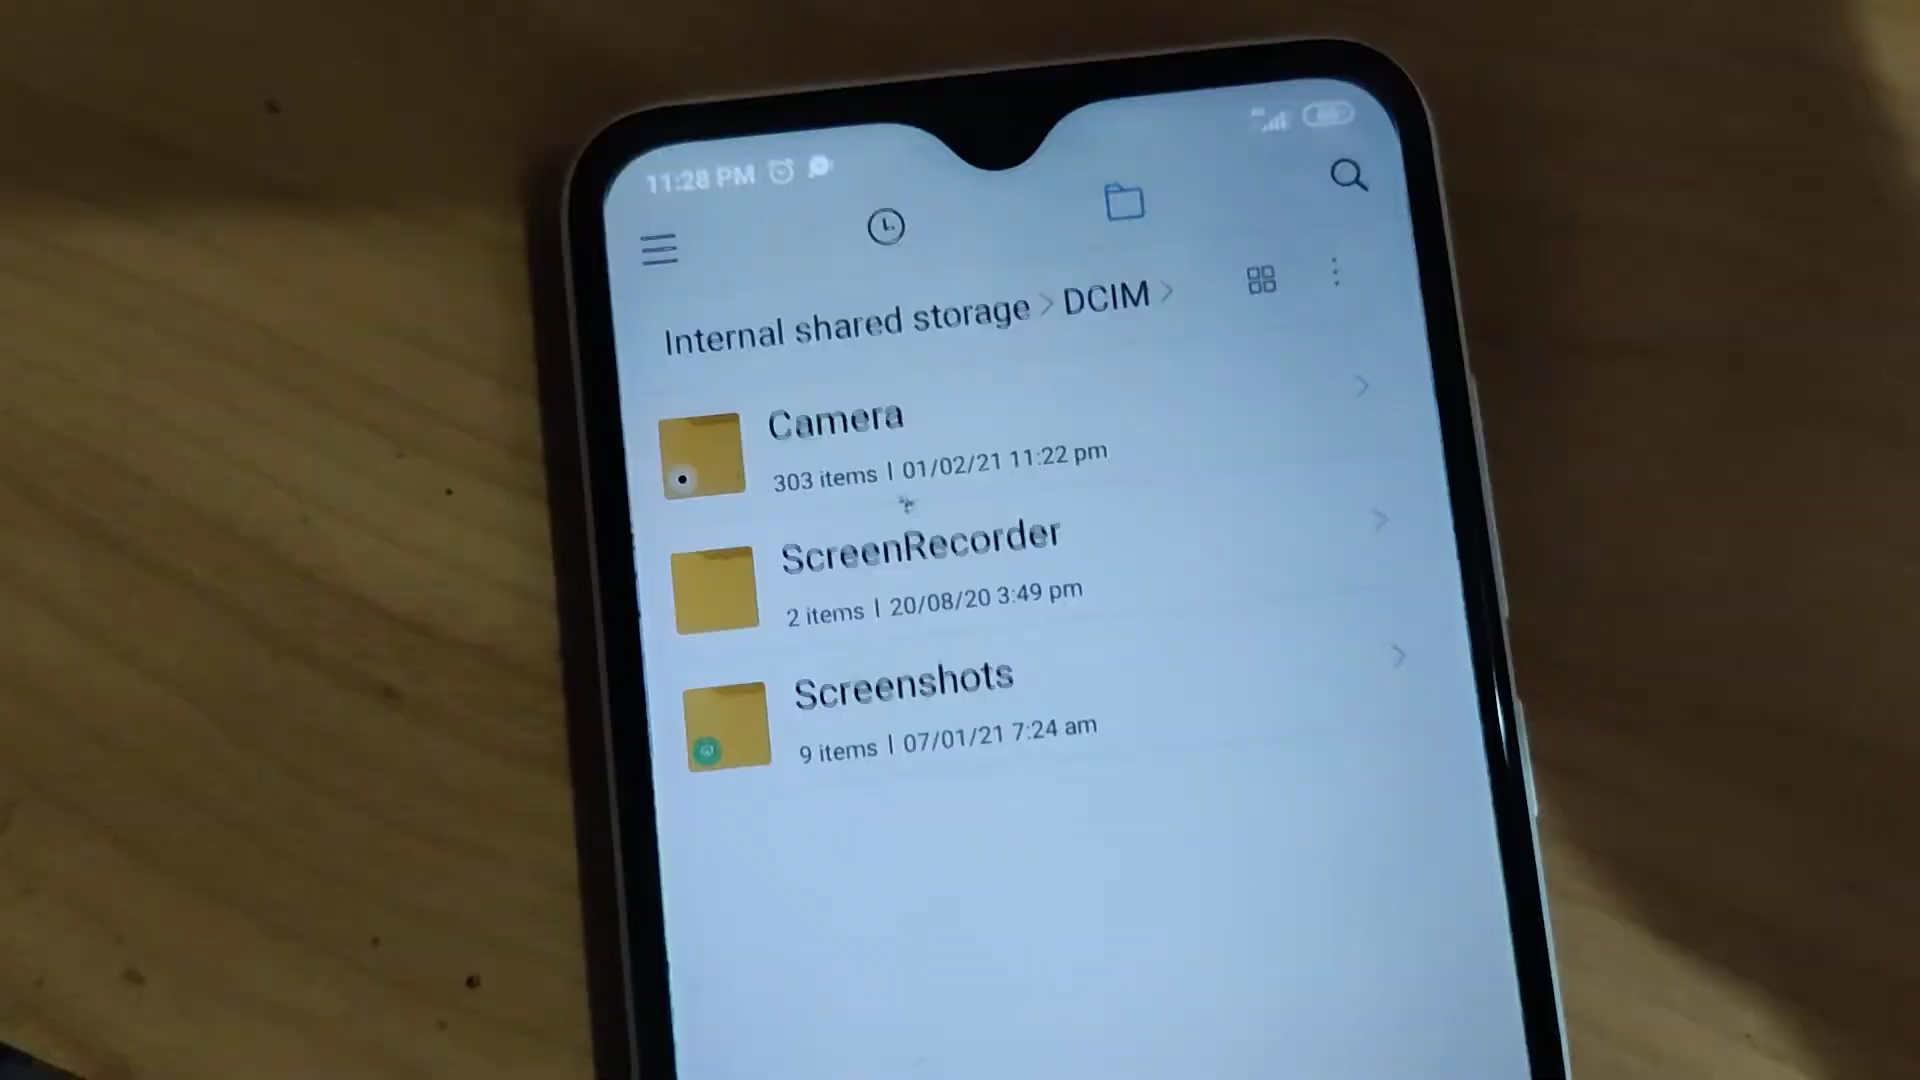 11:28 PM
Internal shared storage > DCIM >
Camera
303 items | 01/02/21 11:22 pm
ScreenRecorder
2 items | 20/08/20 3:49 pm
Screenshots
9 items | 07/01/21 7:24 am